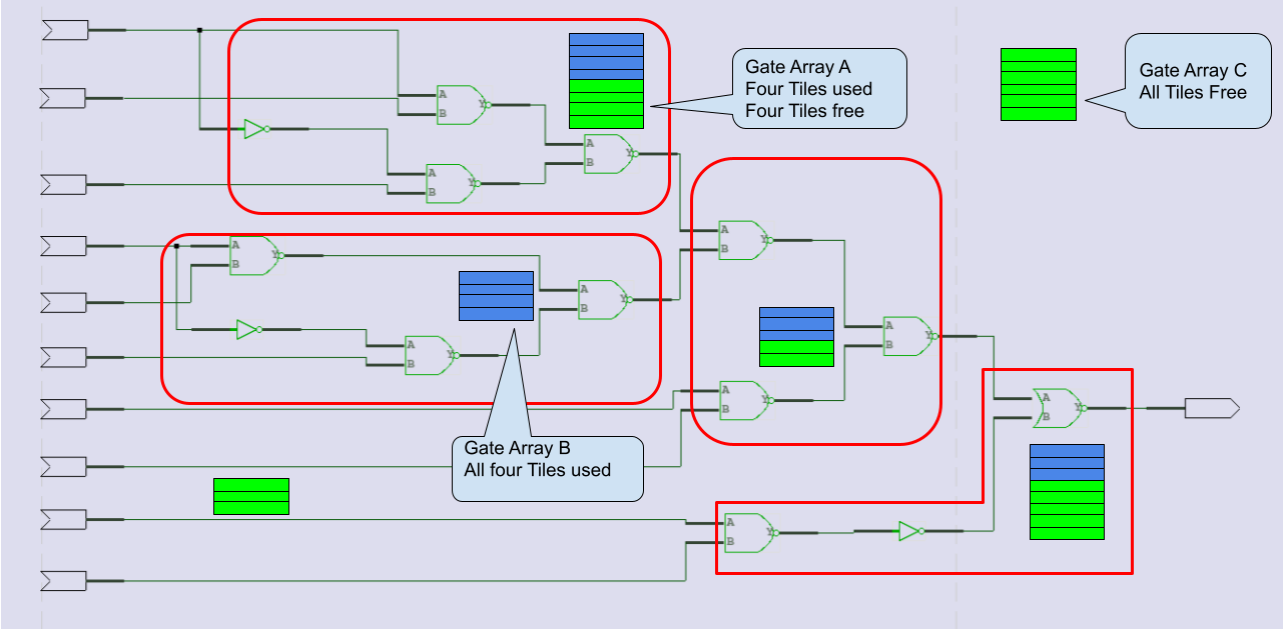 Gate Array A
Four Tiles used
Four Tiles free
Gate Array C
All Tiles Free
A
B
Y
A
B
Y
A
B
Y
A
B
Y
A
B
Y
A
B
Y
A
B
Y
A
B
Y
A
B
Y
A
B
Y
Gate Array B
All four Tiles used
A
B
Y
A
B
Y